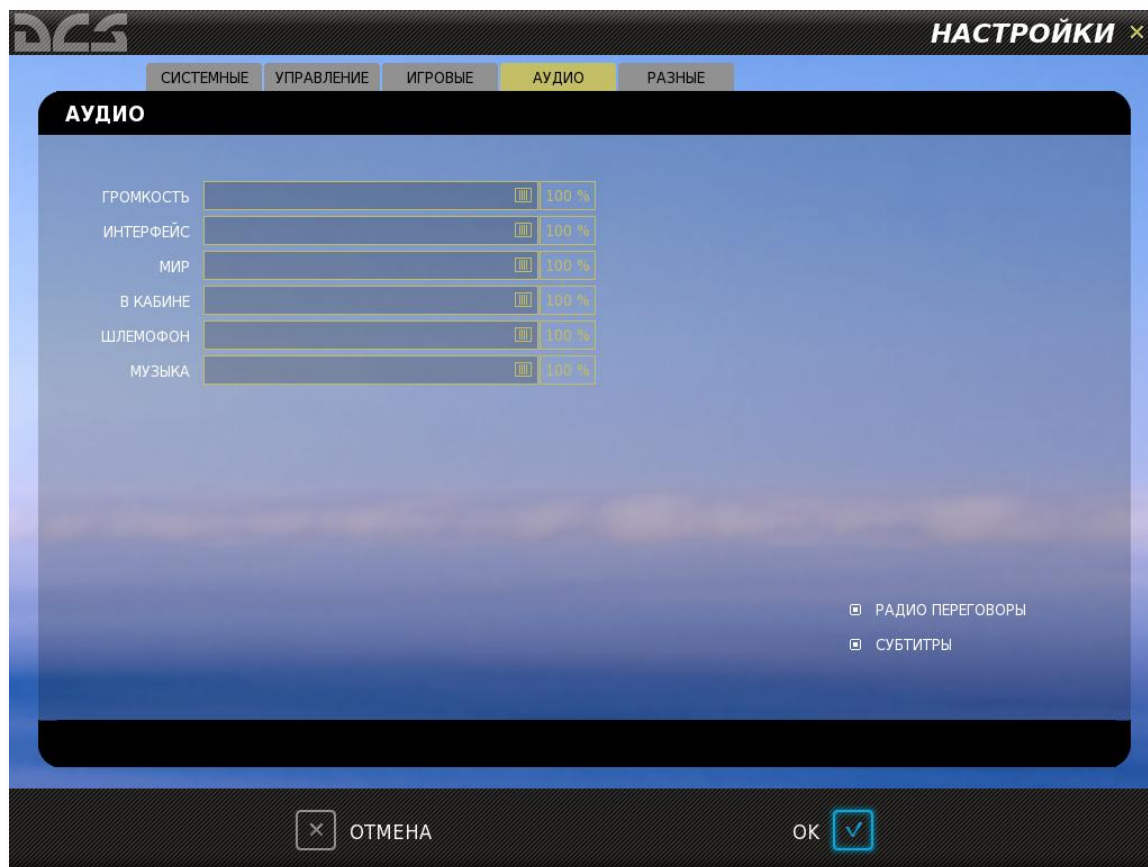 DCS
НАСТРОЙКИ ×
СИСТЕМНЫЕ УПРАВЛЕНИЕ ИГРОВЫЕ АУДИО РАЗНЫЕ
АУДИО
ГРОМКОСТЬ 100 %
ИНТЕРФЕЙС 100 %
МИР 100 %
В КАБИНЕ 100 %
ШЛЕМОФОН 100 %
МУЗЫКА 100 %
РАДИО ПЕРЕГОВОРЫ
СУБТИТРЫ
ОТМЕНА OK